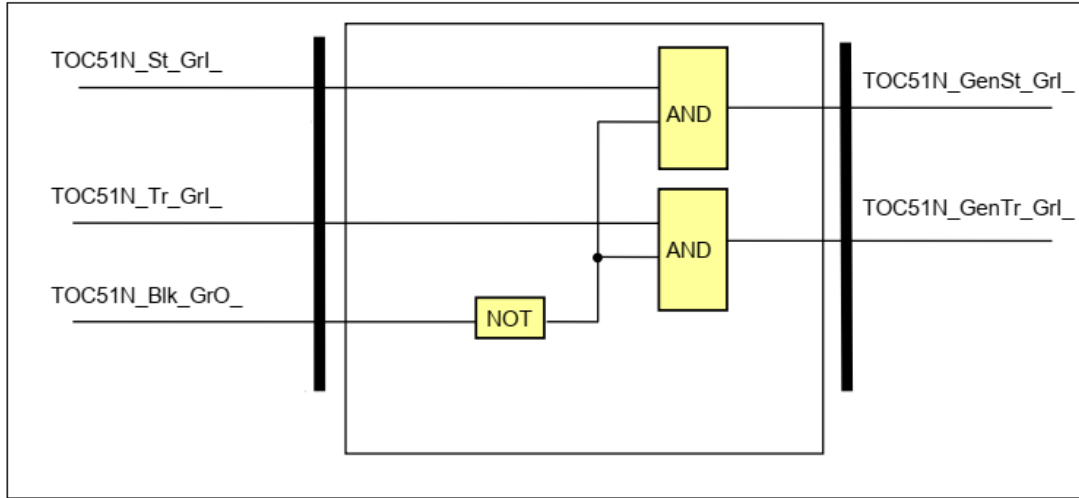 TOC51N_St_GrI_
TOC51N_GenSt_GrI_
AND
TOC51N_Tr_GrI_
TOC51N_GenTr_GrI_
AND
TOC51N_Blk_GrO_
NOT